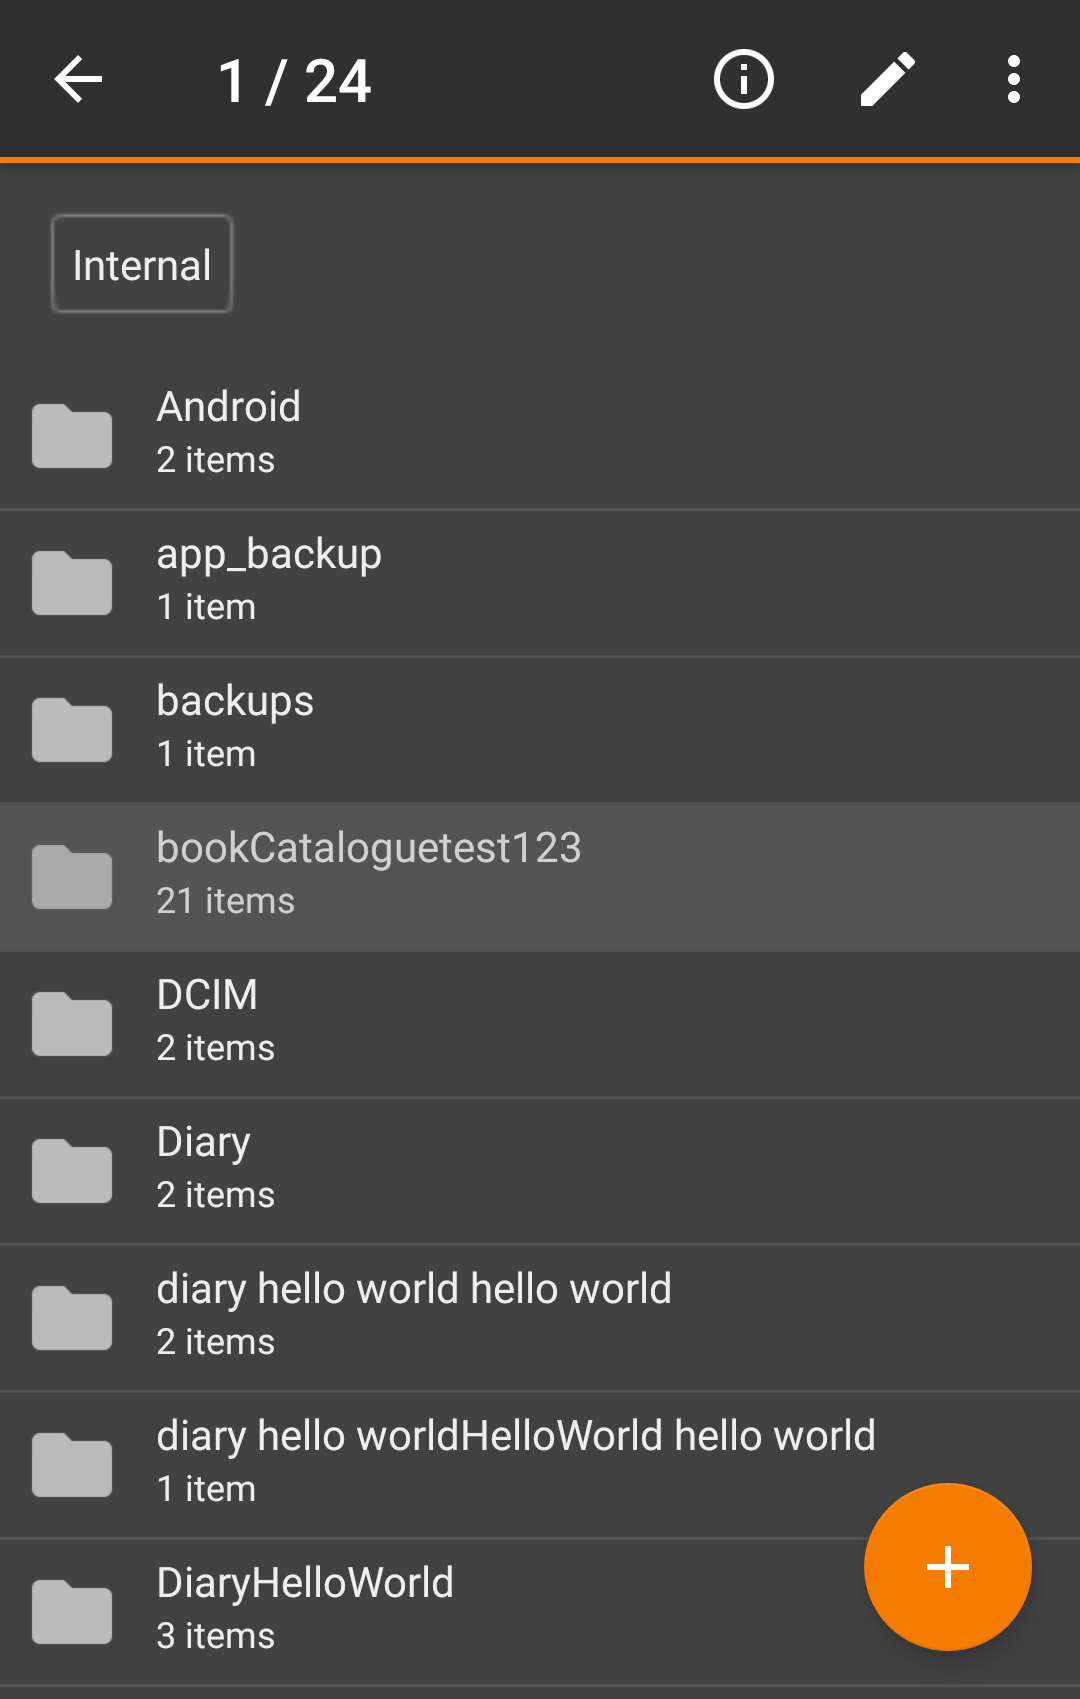 1 / 24
Internal
Android
2 items
app_backup
1 item
backups
1 item
bookCataloguetest123
21 items
DCIM
2 items
Diary
2 items
diary hello world hello world
2 items
diary hello worldHelloWorld hello world
1 item
DiaryHelloWorld
3 items